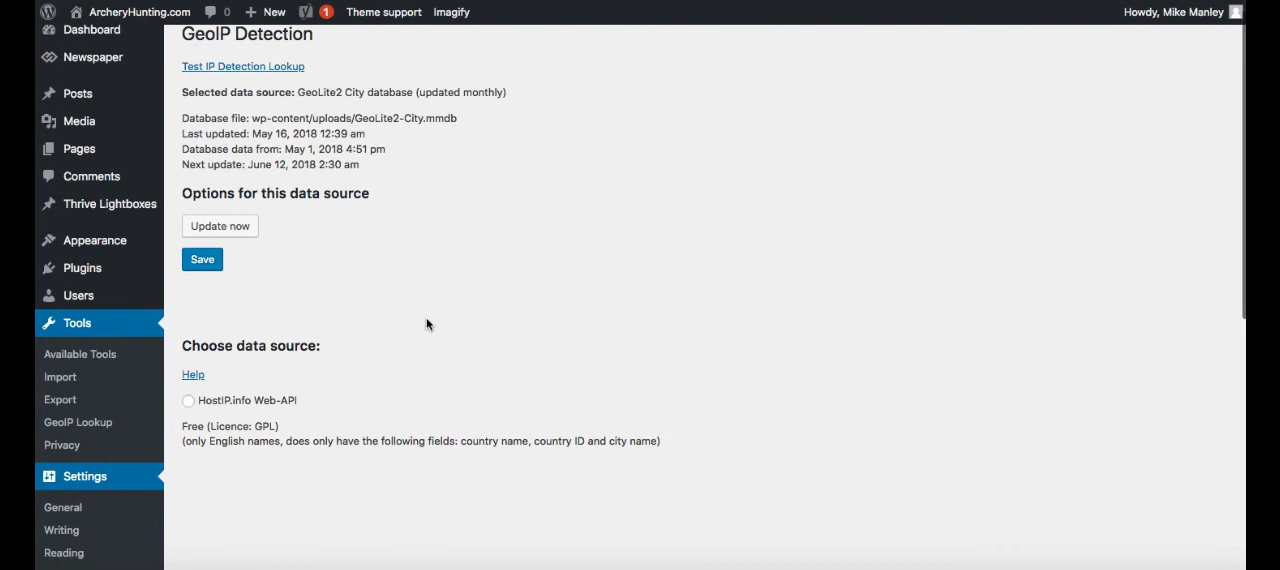 ArcheryHunting.com 0 + New 1 Theme support Imagify Howdy, Mike Manley
Dashboard
Newspaper
Posts
Media
Pages
Comments
Thrive Lightboxes
Appearance
Plugins
Users
Tools
Available Tools
Import
Export
GeoIP Lookup
Privacy
Settings
General
Writing
Reading
GeoIP Detection
Test IP Detection Lookup
Selected data source: GeoLite2 City database (updated monthly)
Database file: wp-content/uploads/GeoLite2-City.mmdb
Last updated: May 16, 2018 12:39 am
Database data from: May 1, 2018 4:51 pm
Next update: June 12, 2018 2:30 am
Options for this data source
Update now
Save
Choose data source:
Help
HostIP.info Web-API
Free (Licence: GPL)
(only English names, does only have the following fields: country name, country ID and city name)